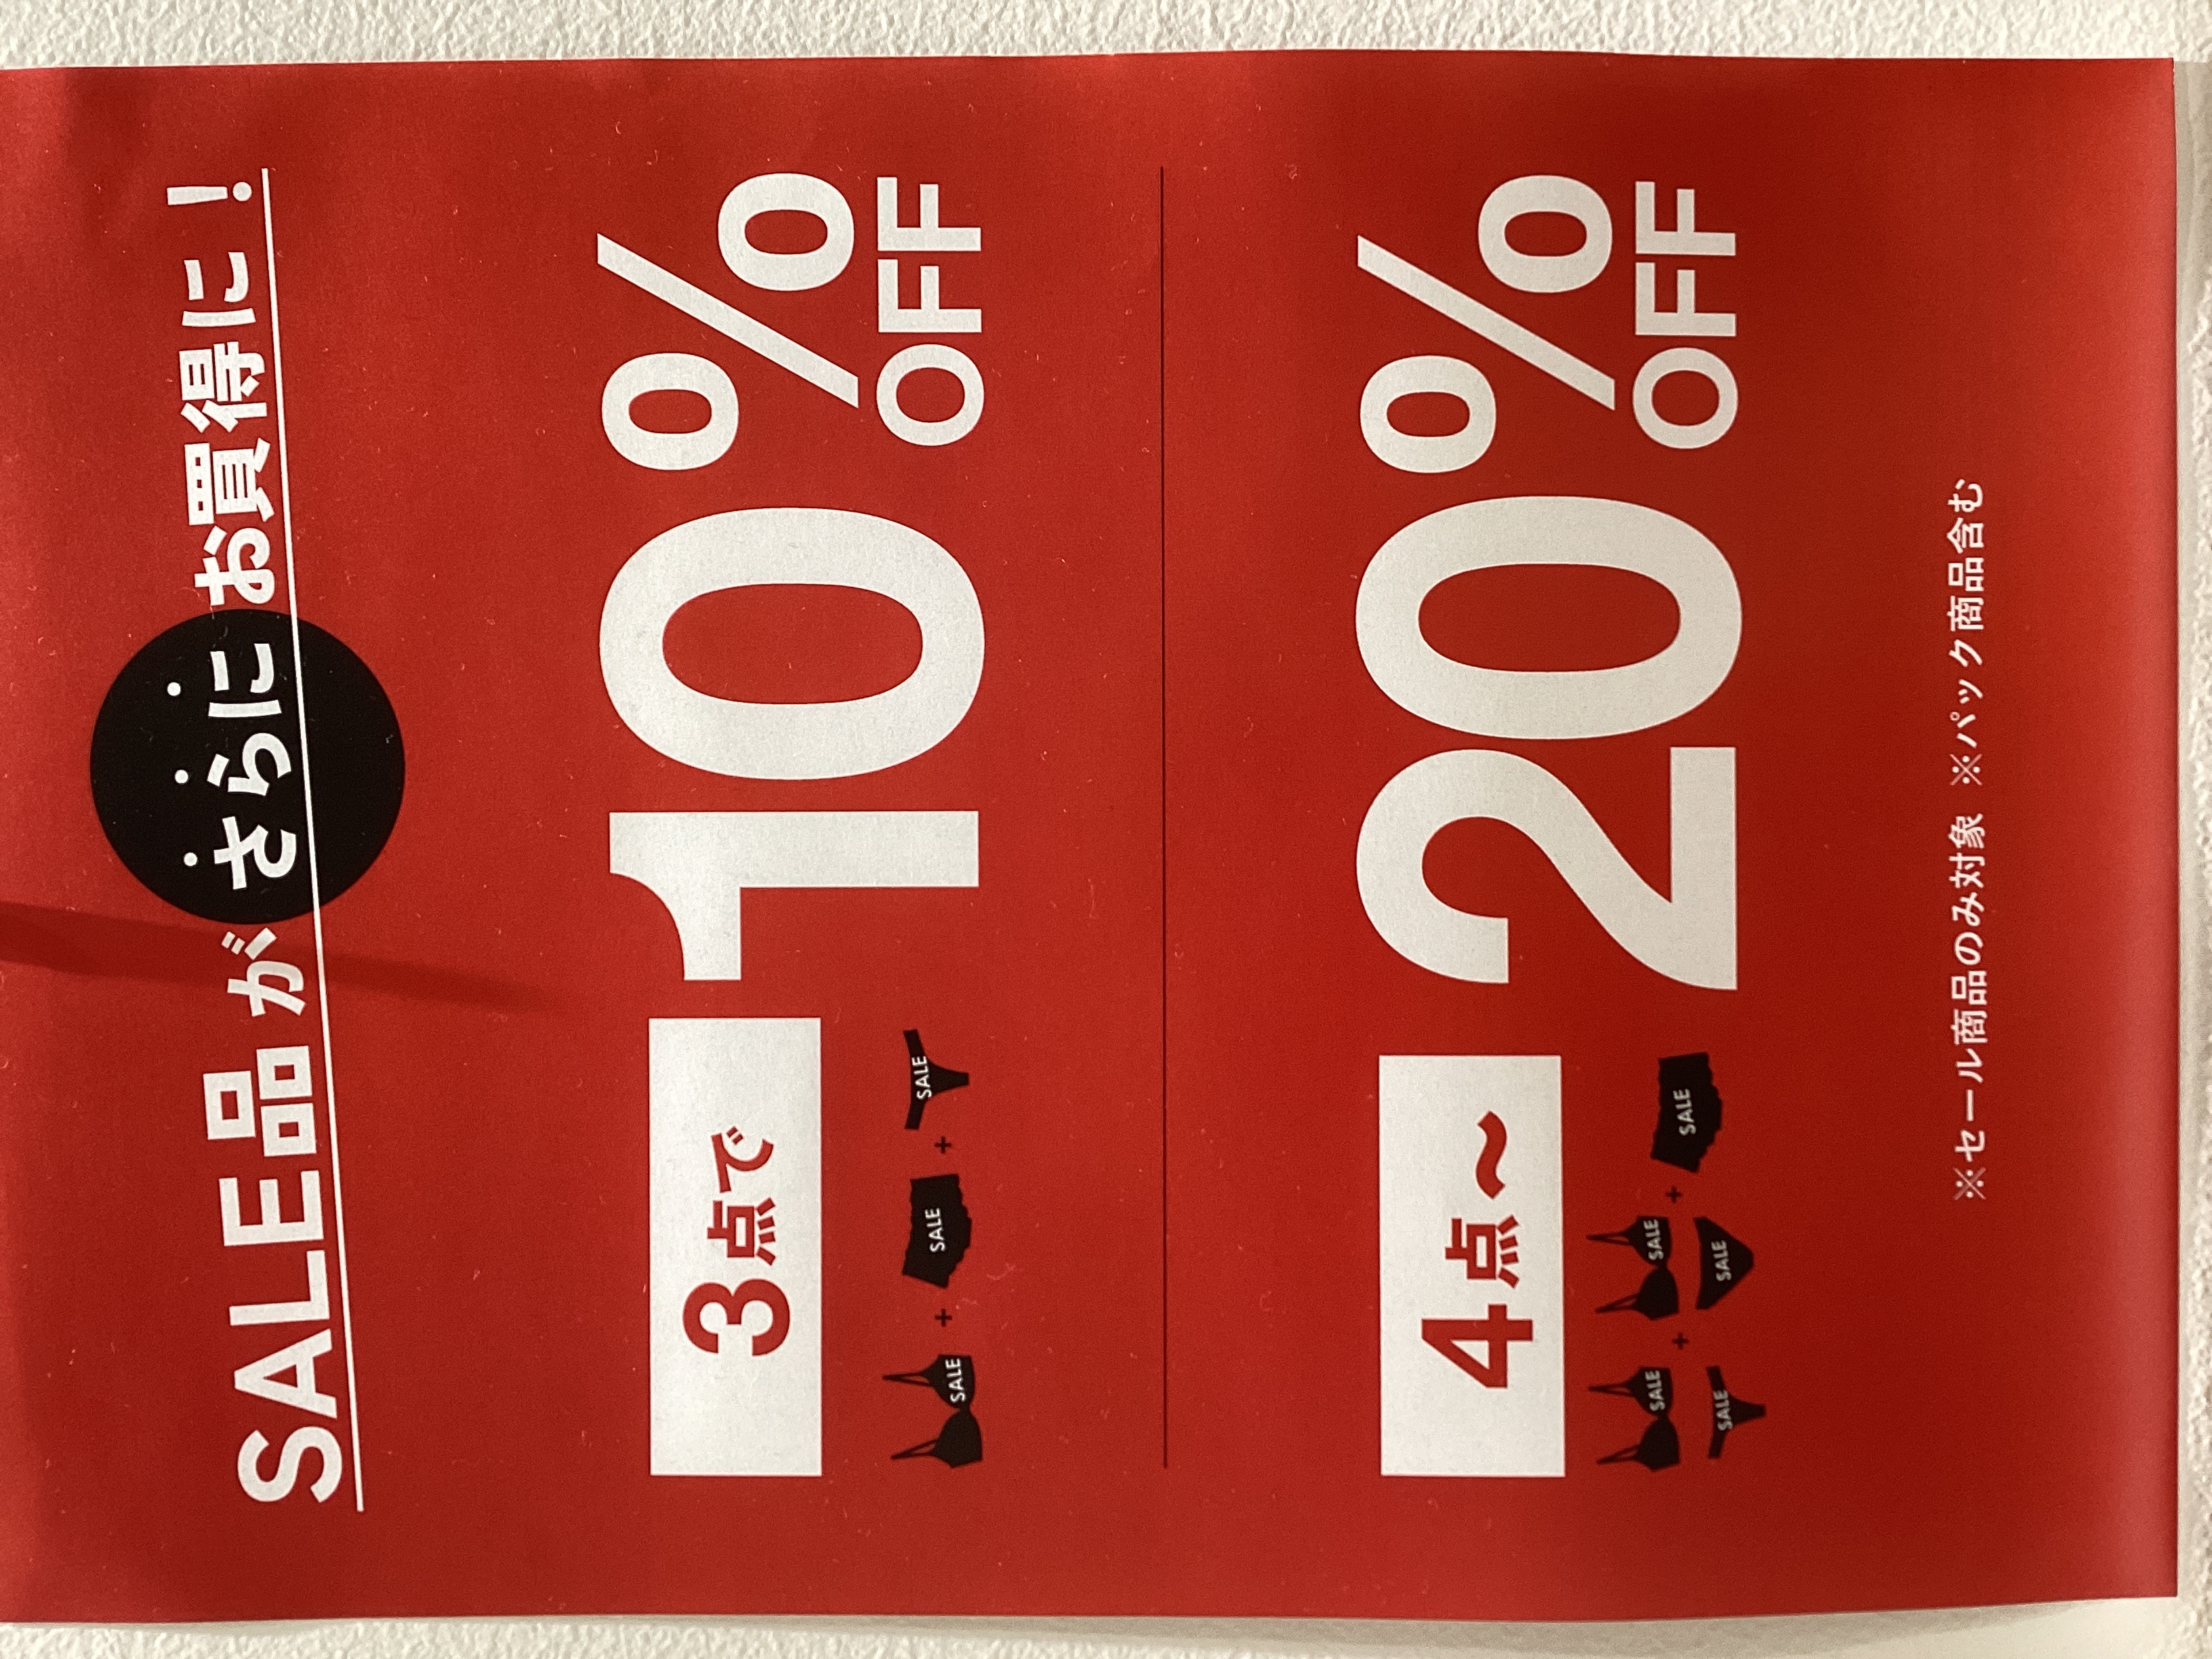 SALE品が さらに お買得に!
3点で
10%
OFF
SALE + SALE + SALE
4点〜
20%
OFF
SALE + SALE + SALE
SALE SALE
※セール商品のみ対象 ※パック商品含む